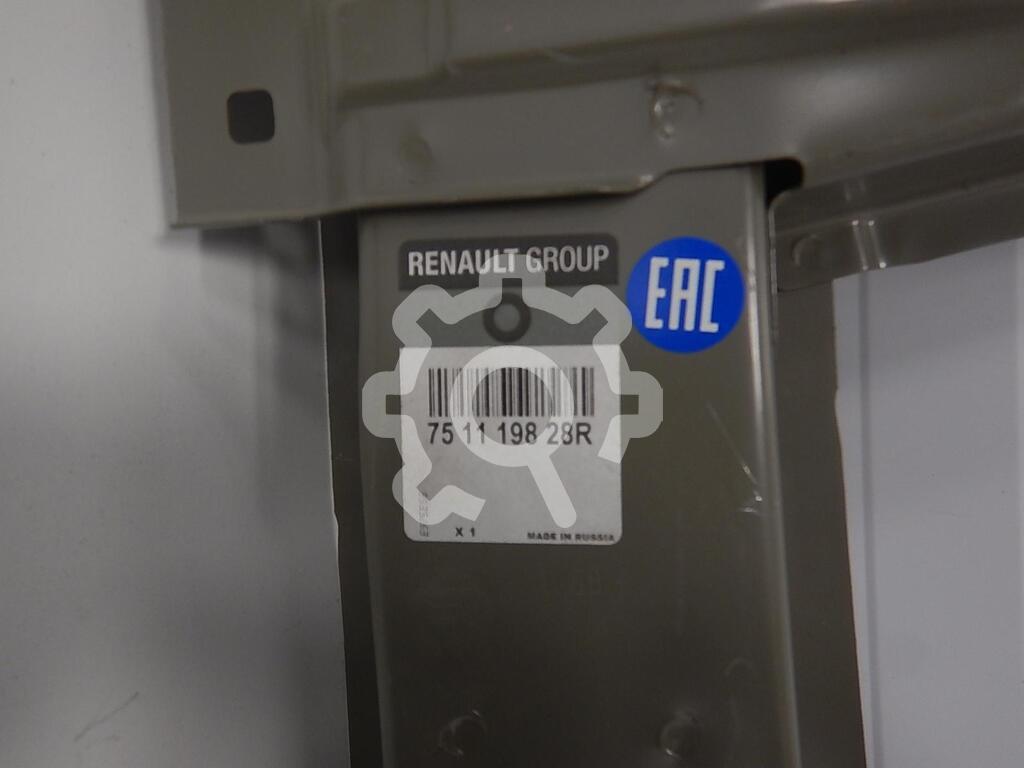 RENAULT GROUP
EAC
75 11 198 28R
X 1
MADE IN RUSSIA